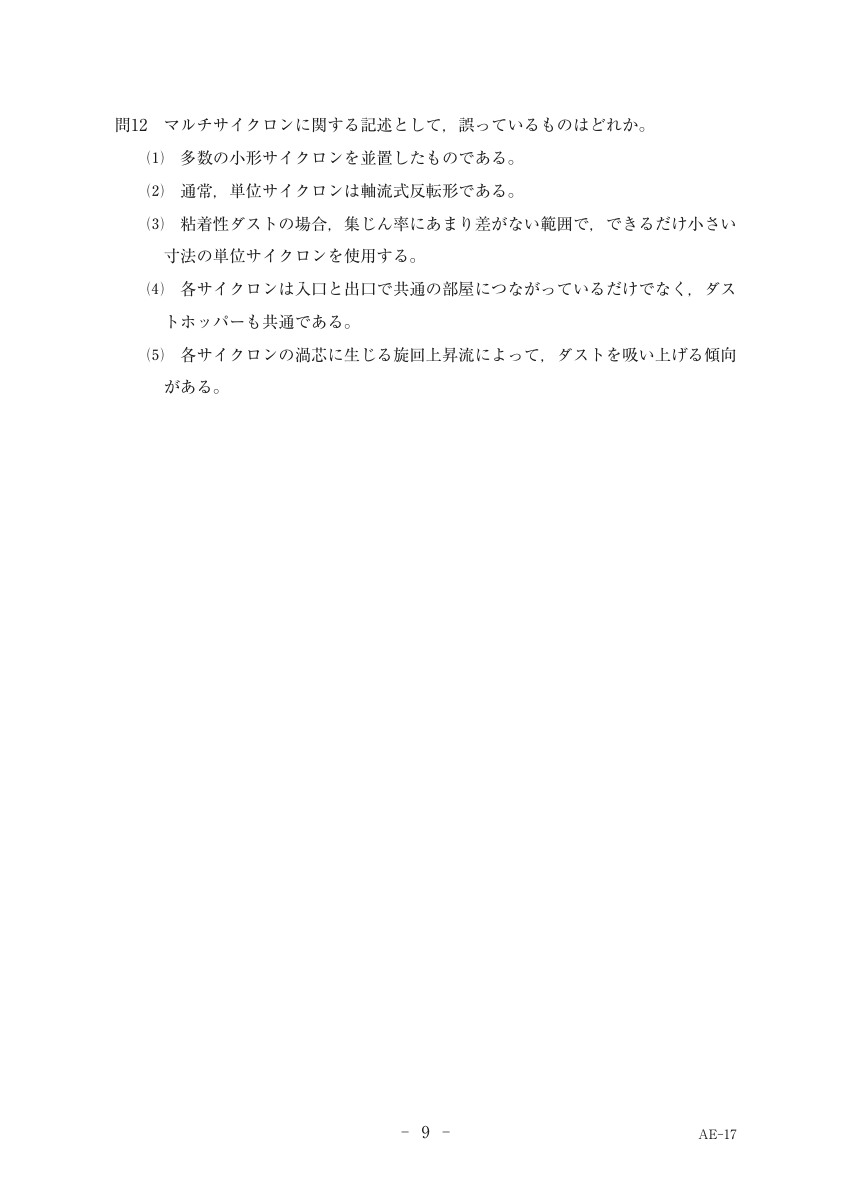 問12　マルチサイクロンに関する記述として，誤っているものはどれか。
⑴　多数の小形サイクロンを並置したものである。
⑵　通常，単位サイクロンは軸流式反転形である。
⑶　粘着性ダストの場合，集じん率にあまり差がない範囲で，できるだけ小さい
寸法の単位サイクロンを使用する。
⑷　各サイクロンは入口と出口で共通の部屋につながっているだけでなく，ダス
トホッパーも共通である。
⑸　各サイクロンの渦芯に生じる旋回上昇流によって，ダストを吸い上げる傾向
がある。
－ 9 －
AE-17